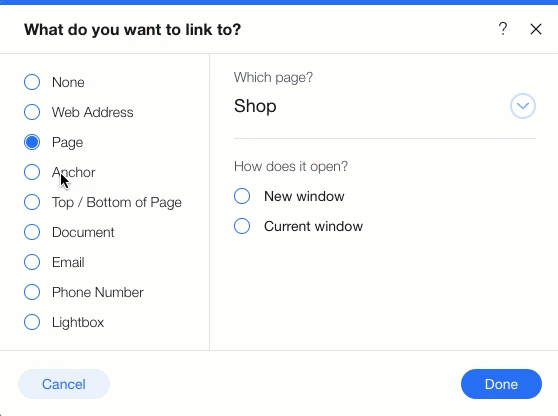 What do you want to link to?
?
None
Web Address
Page
Anchor
Top / Bottom of Page
Document
Email
Phone Number
Lightbox
Which page?
Shop
How does it open?
New window
Current window
Cancel
Done